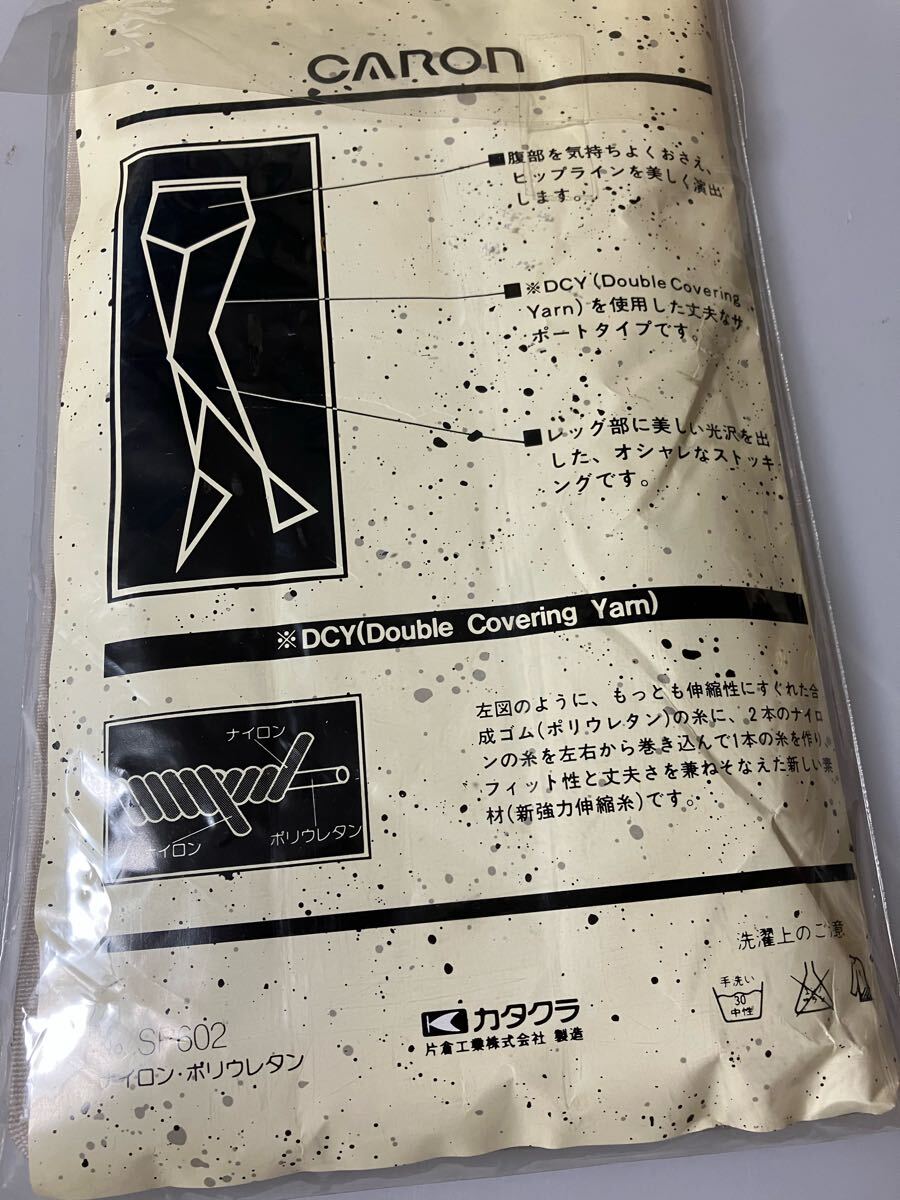 CARON
■腹部を気持ちよくおさえ、
ヒップラインを美しく演出
します。
■※DCY(Double Covering
Yarn)を使用した丈夫なサ
ポートタイプです。
■レッグ部に美しい光沢を出
した、オシャレなストッキ
ングです。
※DCY(Double Covering Yarn)
ナイロン
ナイロン
ポリウレタン
左図のように、もっとも伸縮性にすぐれた合
成ゴム(ポリウレタン)の糸に、2本のナイロ
ンの糸を左右から巻き込んで1本の糸を作り、
フィット性と丈夫さを兼ねそなえた新しい素
材(新強力伸縮糸)です。
洗濯上のご注意
手洗い
30
中性
カタクラ
片倉工業株式会社 製造
SP602
ナイロン・ポリウレタン